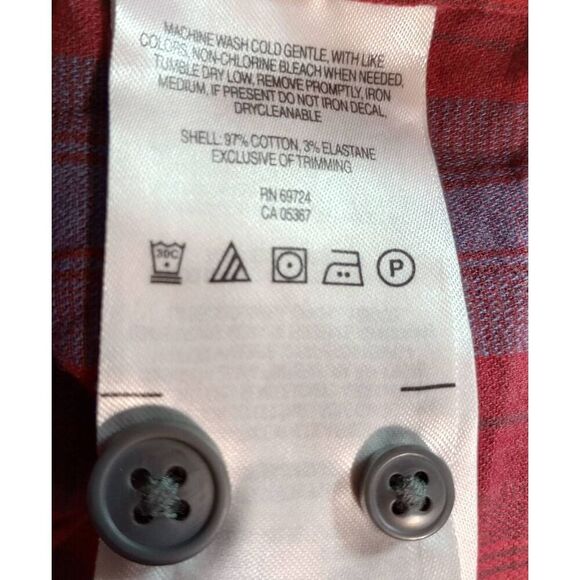 MACHINE WASH COLD GENTLE, WITH LIKE
COLORS, NON-CHLORINE BLEACH WHEN NEEDED,
TUMBLE DRY LOW, REMOVE PROMPTLY, IRON
MEDIUM, IF PRESENT DO NOT IRON DECAL,
DRYCLEANABLE
SHELL: 97% COTTON, 3% ELASTANE
EXCLUSIVE OF TRIMMING
RN 69724
CA 05367
30C
P